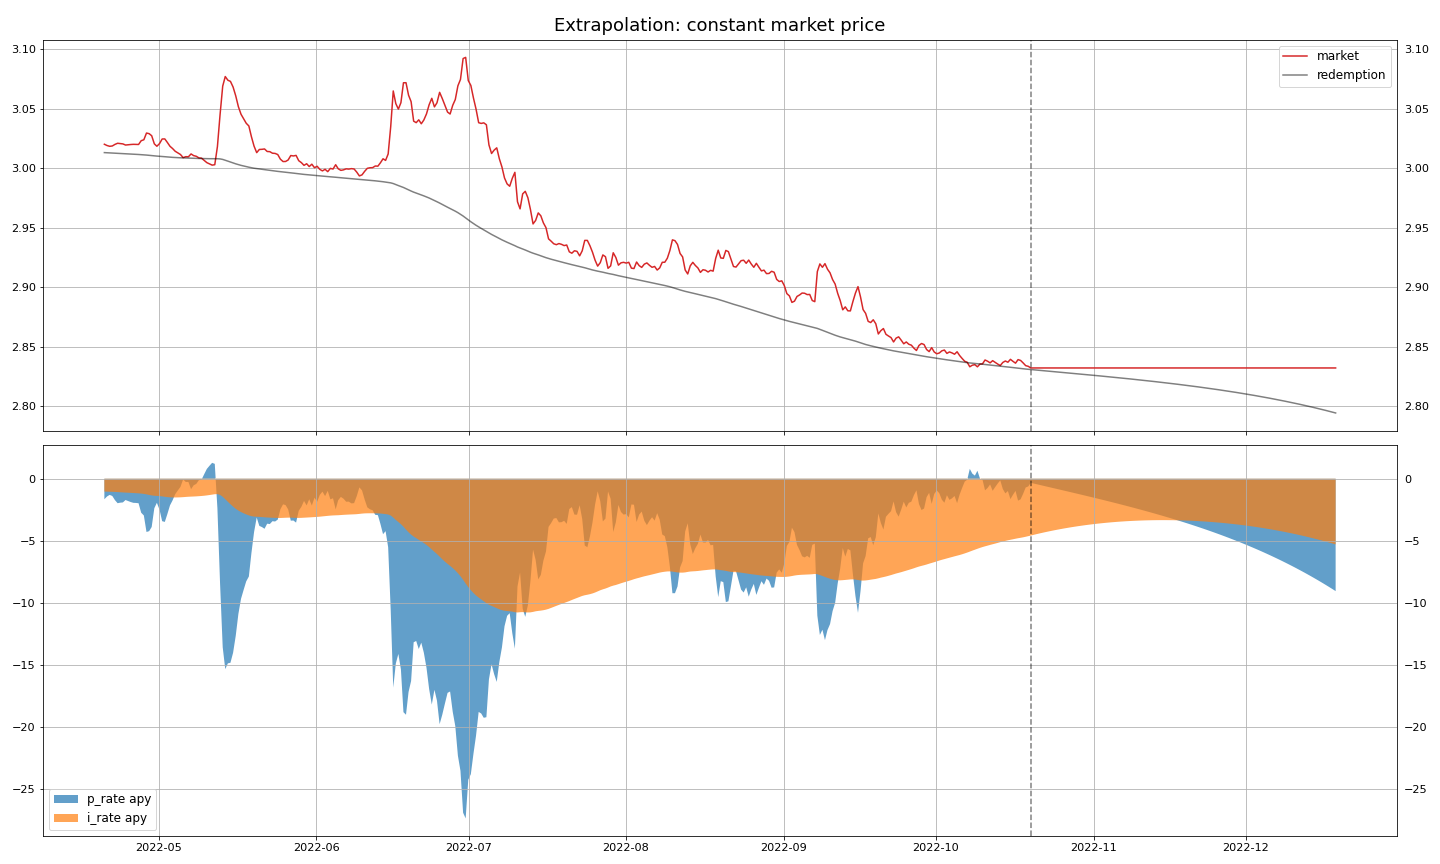 Extrapolation: constant market price
3.10 3.10
3.05 3.05
3.00 3.00
2.95 2.95
2.90 2.90
2.85 2.85
2.80 2.80
market
redemption
0 0
−5 −5
−10 −10
−15 −15
−20 −20
−25 −25
p_rate apy
i_rate apy
2022-05 2022-06 2022-07 2022-08 2022-09 2022-10 2022-11 2022-12